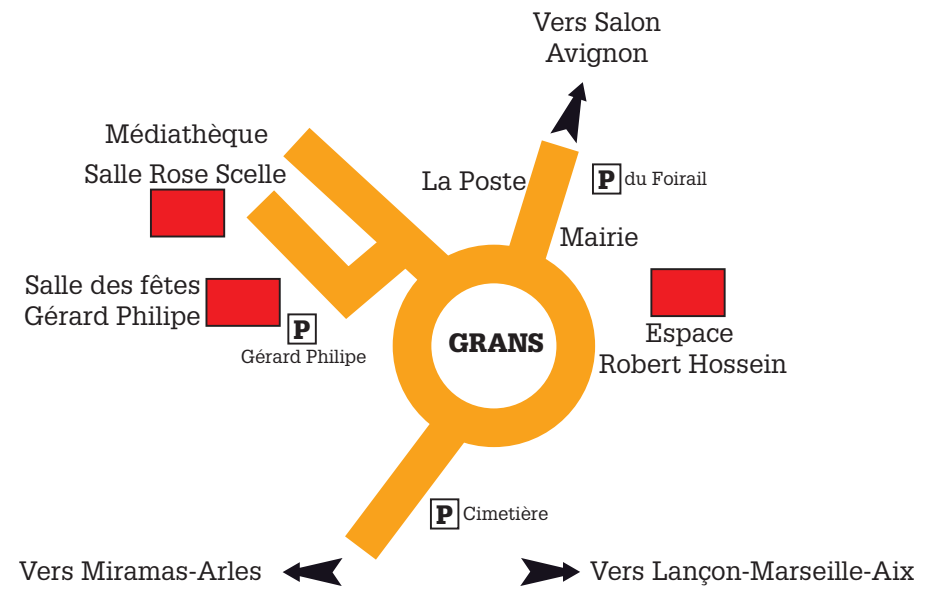 Vers Salon
Avignon
Médiathèque
Salle Rose Scelle
La Poste
P du Foirail
Mairie
Salle des fêtes
Gérard Philipe
P
Gérard Philipe
GRANS
Espace
Robert Hossein
P Cimetière
Vers Miramas-Arles
Vers Lançon-Marseille-Aix